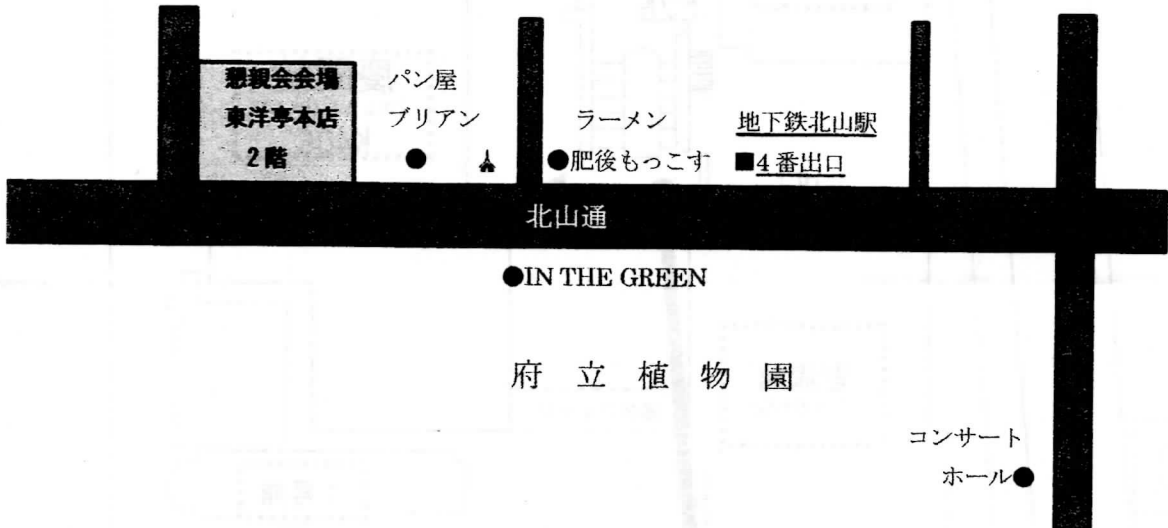 懇親会会場
東洋亭本店
2階
パン屋
ブリアン
●
ラーメン
●肥後もっこす
地下鉄北山駅
■4番出口
北山通
●IN THE GREEN
府立植物園
コンサート
ホール●